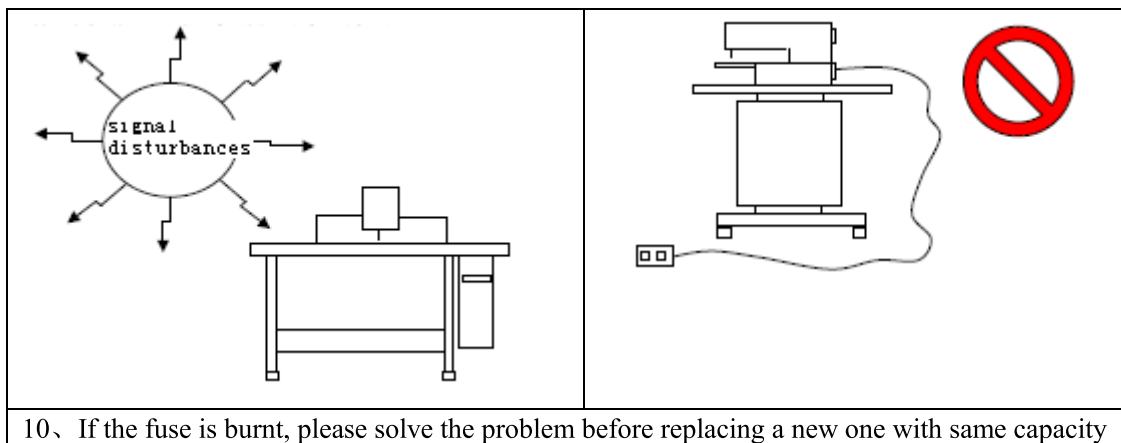 signal
disturbances
10、If the fuse is burnt, please solve the problem before replacing a new one with same capacity